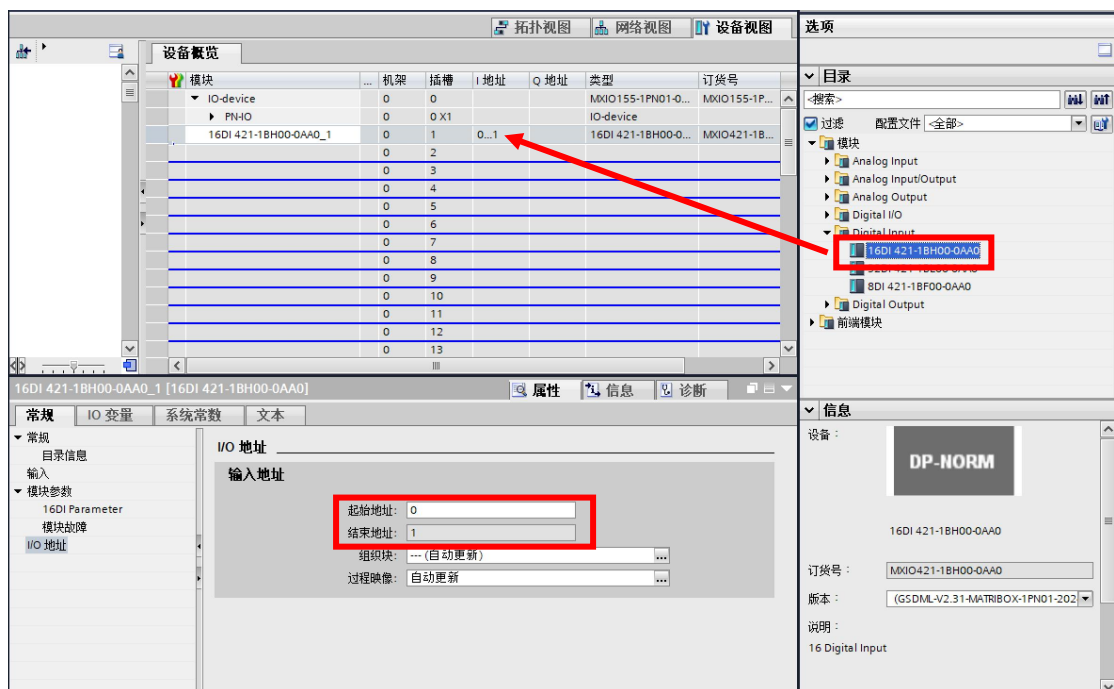 拓扑视图 网络视图 设备视图
设备概览
模块 ... 机架 插槽 I 地址 Q 地址 类型 订货号
IO-device 0 0 MXIO155-1PN01-0... MXIO155-1P...
PN-IO 0 0 X1 IO-device
16DI 421-1BH00-0AA0_1 0 1 0...1 16DI 421-1BH00-0... MXIO421-1B...
0 2
0 3
0 4
0 5
0 6
0 7
0 8
0 9
0 10
0 11
0 12
0 13
选项
目录
<搜索>
过滤 配置文件 <全部>
模块
Analog Input
Analog Input/Output
Analog Output
Digital I/O
Digital Input
16DI 421-1BH00-0AA0
8DI 421-1BF00-0AA0
Digital Output
前端模块
16DI 421-1BH00-0AA0_1 [16DI 421-1BH00-0AA0]
属性 信息 诊断
常规 IO 变量 系统常数 文本
常规
目录信息
输入
模块参数
16DI Parameter
模块故障
I/O 地址
I/O 地址
输入地址
起始地址: 0
结束地址: 1
组织块: --- (自动更新) ...
过程映像: 自动更新 ...
信息
设备：
DP-NORM
16DI 421-1BH00-0AA0
订货号： MXIO421-1BH00-0AA0
版本： (GSDML-V2.31-MATRIBOX-1PN01-202
说明：
16 Digital Input